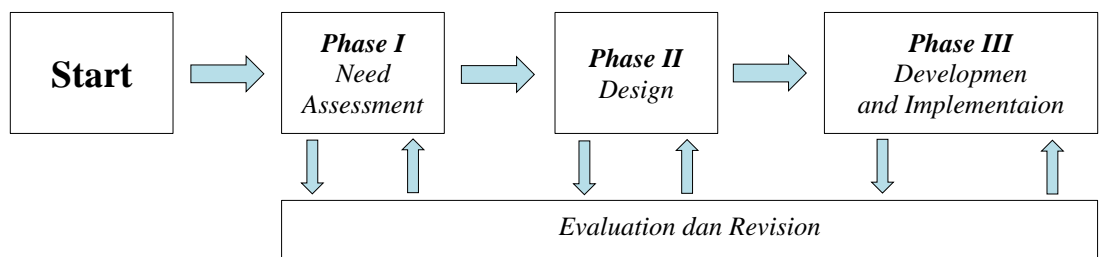 Start
Phase I
Need
Assessment
Phase II
Design
Phase III
Developmen
and Implementaion
Evaluation dan Revision